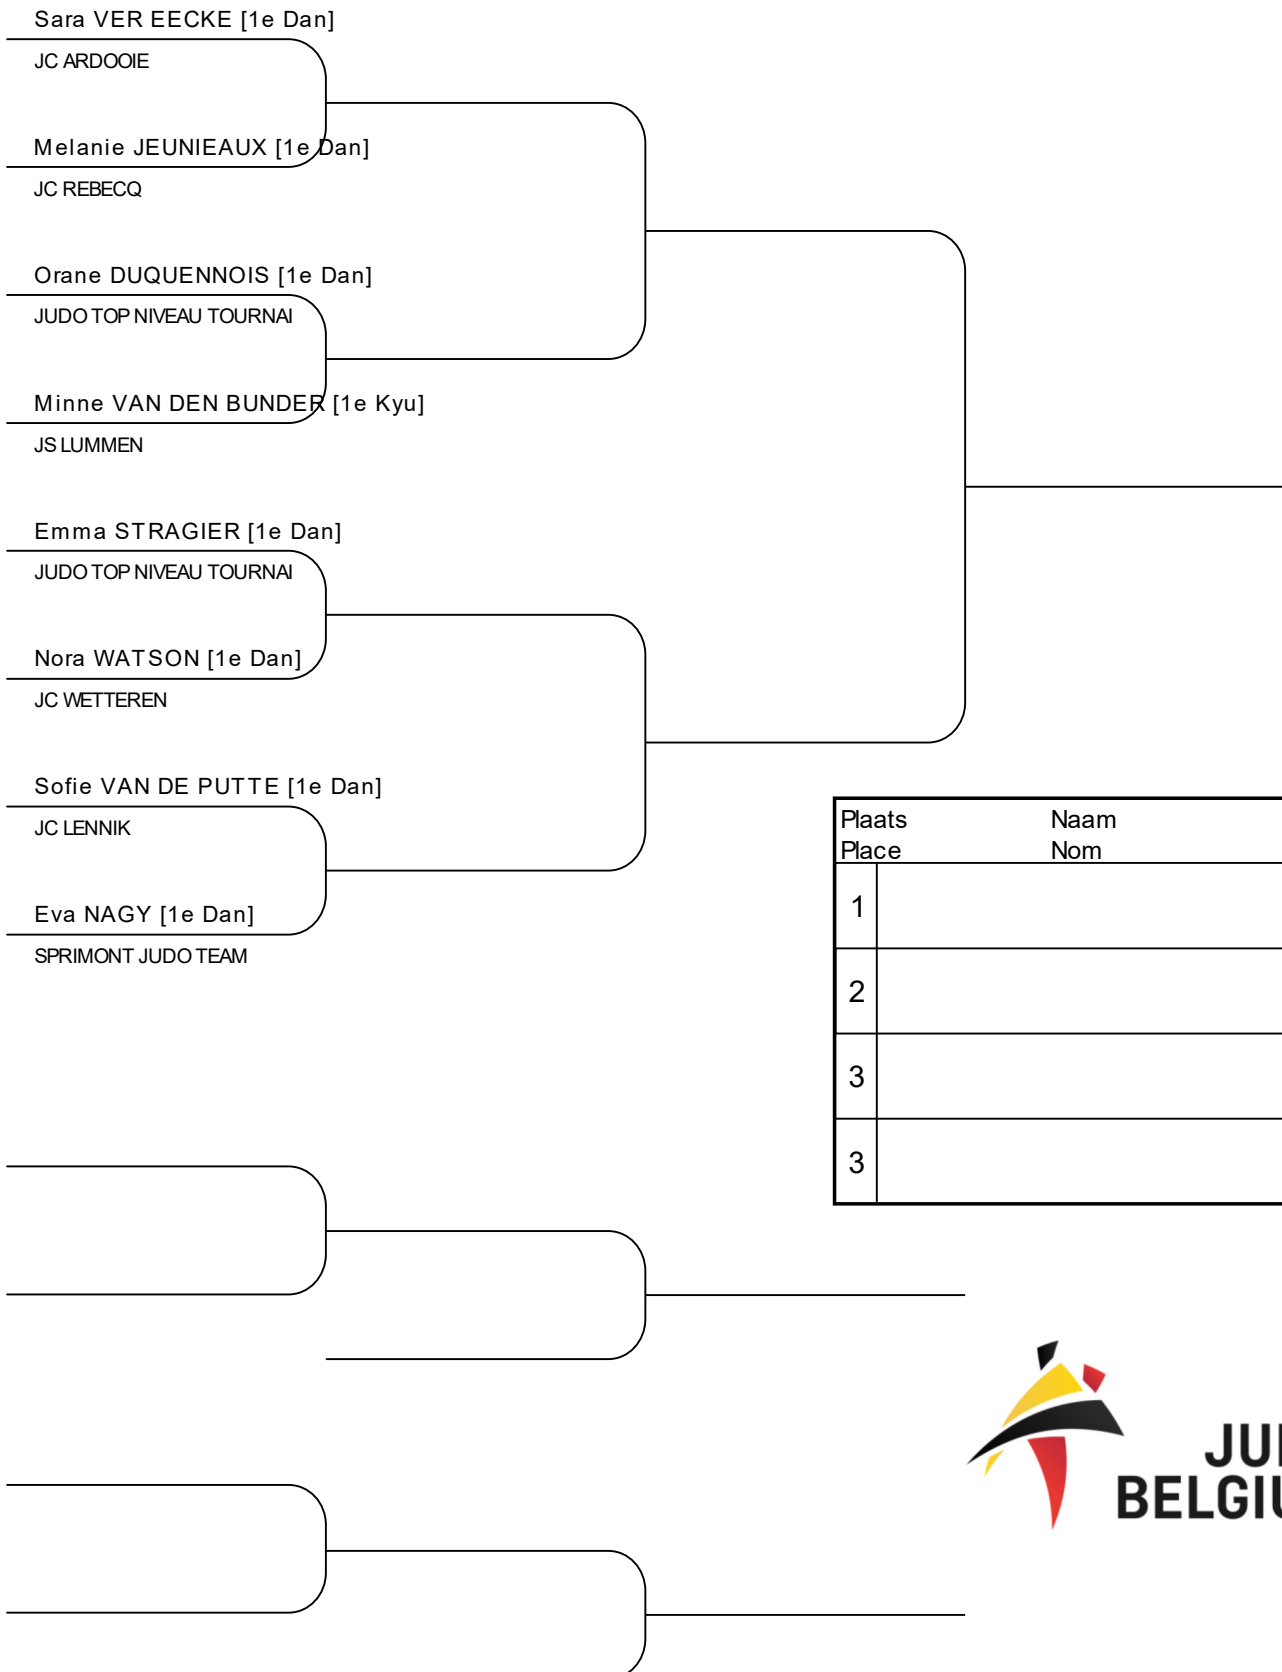 Sara VER EECKE [1e Dan]
JC ARDOOIE
Melanie JEUNIEAUX [1e Dan]
JC REBECQ
Orane DUQUENNOIS [1e Dan]
JUDO TOP NIVEAU TOURNAI
Minne VAN DEN BUNDER [1e Kyu]
JS LUMMEN
Emma STRAGIER [1e Dan]
JUDO TOP NIVEAU TOURNAI
Nora WATSON [1e Dan]
JC WETTEREN
Sofie VAN DE PUTTE [1e Dan]
JC LENNIK
Eva NAGY [1e Dan]
SPRIMONT JUDO TEAM
Plaats Naam
Place Nom
1
2
3
3